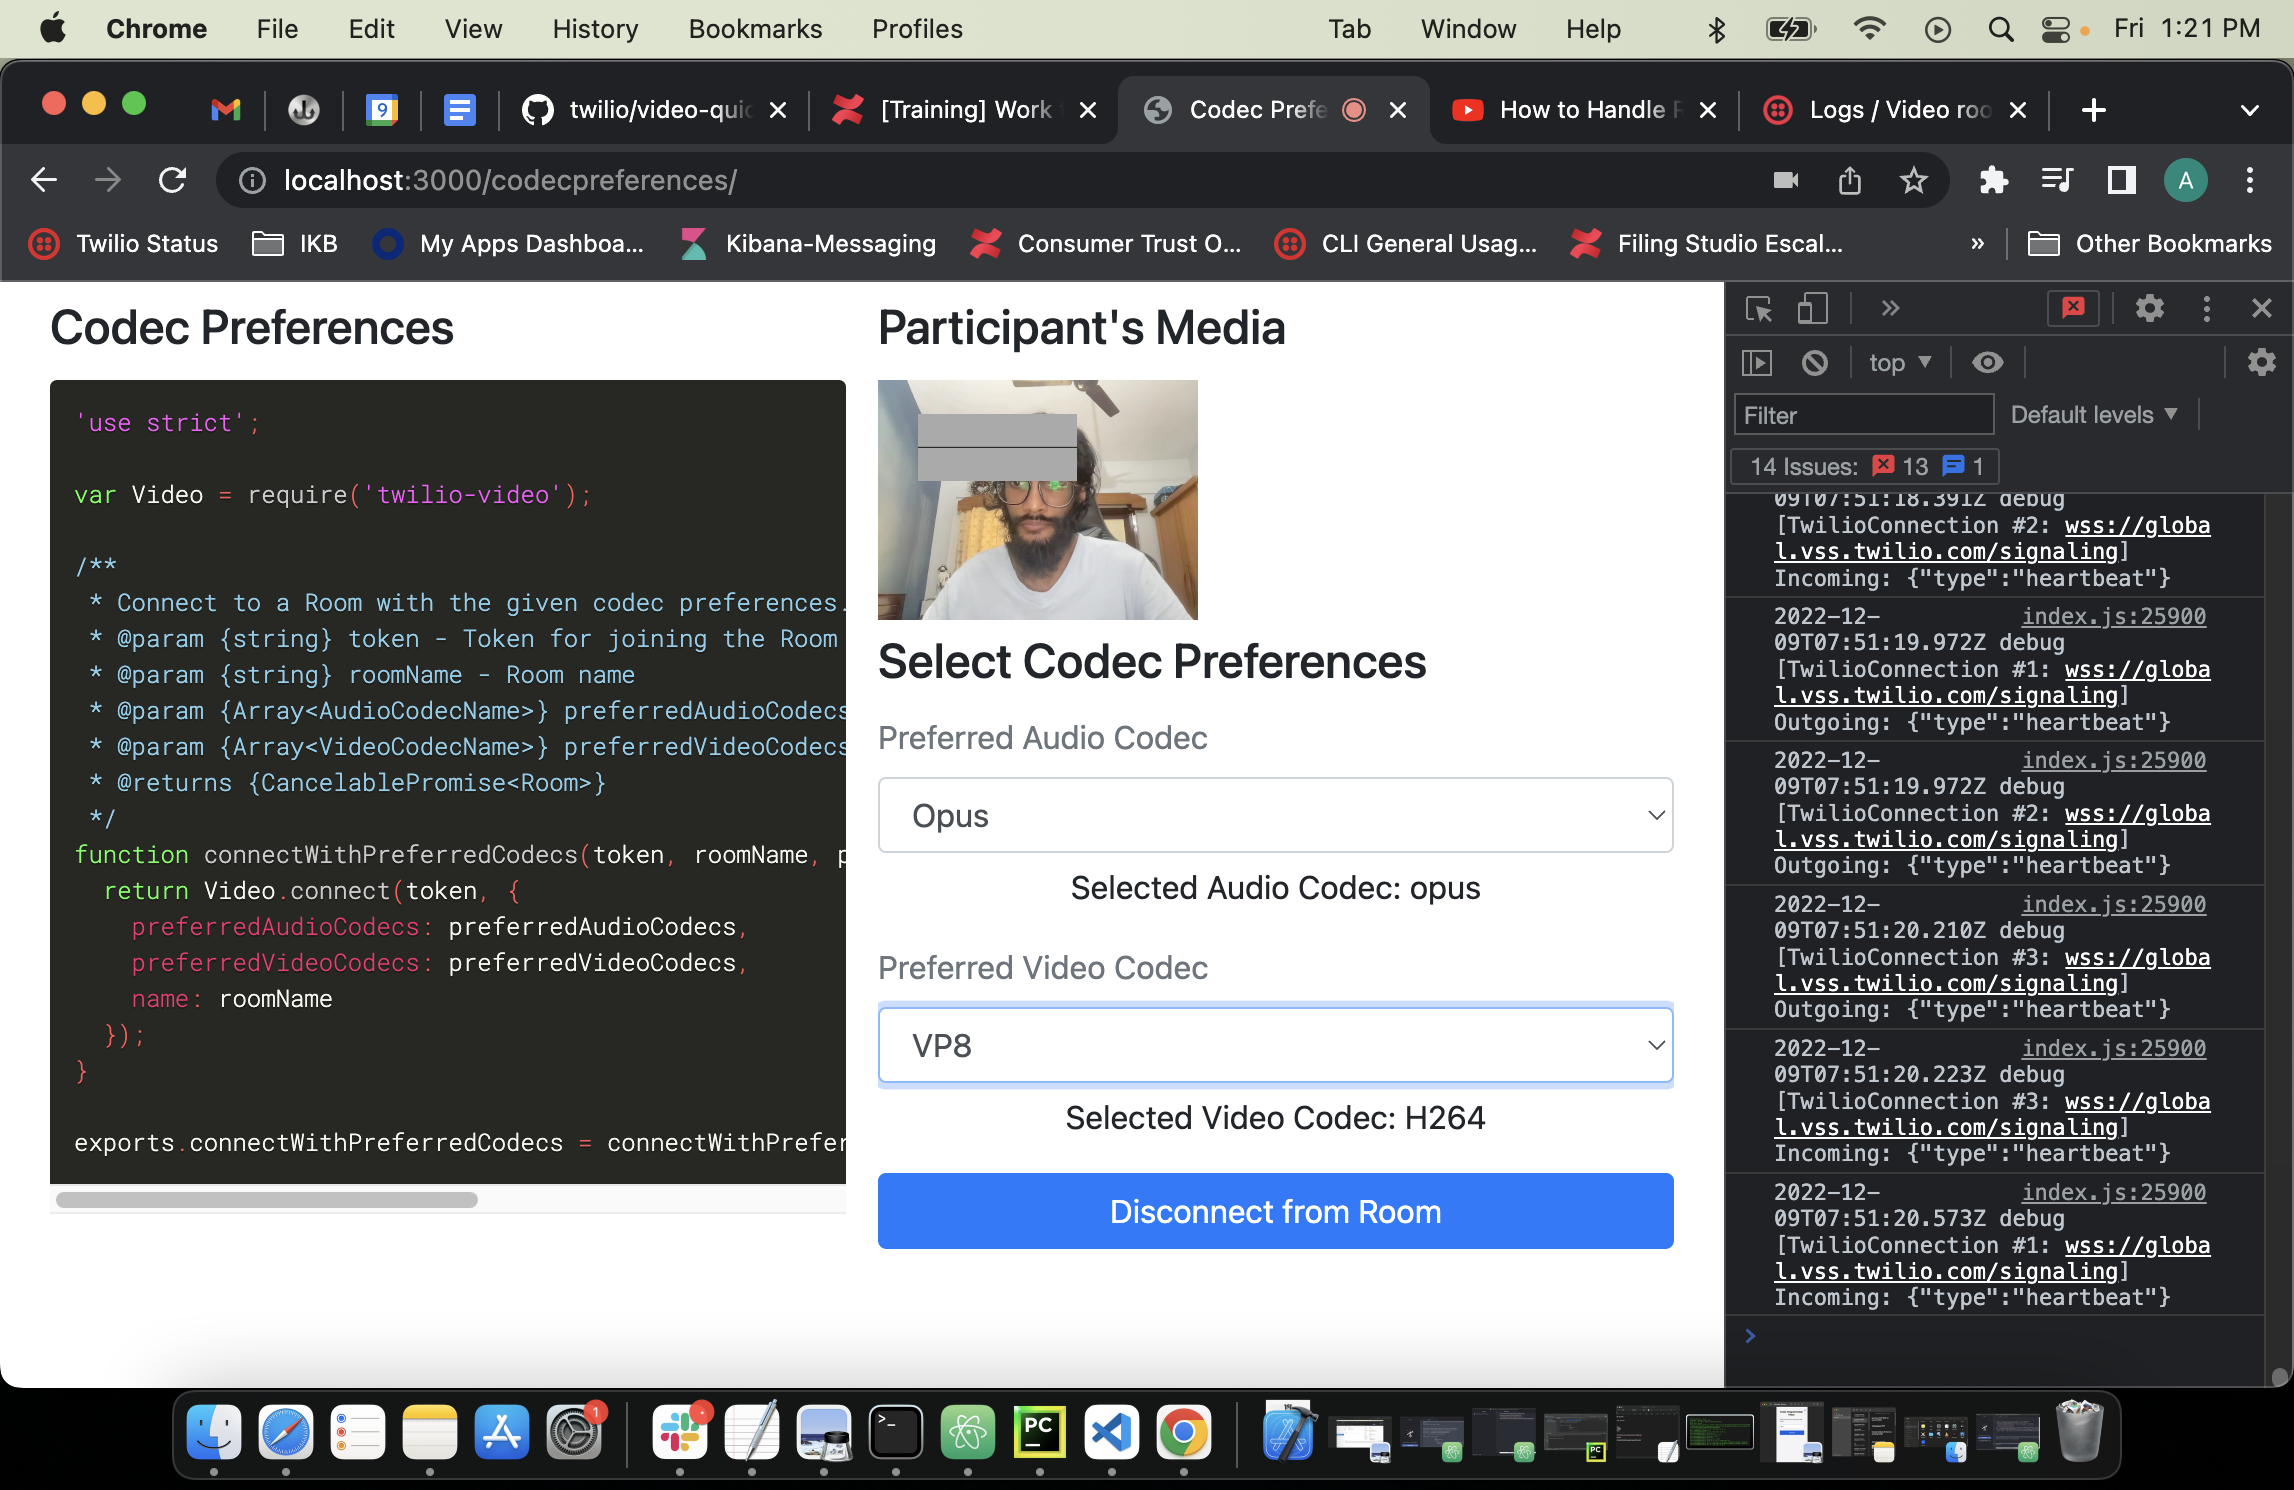 Chrome File Edit View History Bookmarks Profiles Tab Window Help Fri 1:21 PM
9 twilio/video-quic [Training] Work Codec Prefe How to Handle R Logs / Video roo
localhost:3000/codecpreferences/ A
Twilio Status IKB My Apps Dashboa... Kibana-Messaging Consumer Trust O... CLI General Usag... Filing Studio Escal... » Other Bookmarks
Codec Preferences
'use strict';
var Video = require('twilio-video');
/**
* Connect to a Room with the given codec preferences.
* @param {string} token - Token for joining the Room
* @param {string} roomName - Room name
* @param {Array<AudioCodecName>} preferredAudioCodecs
* @param {Array<VideoCodecName>} preferredVideoCodecs
* @returns {CancelablePromise<Room>}
*/
function connectWithPreferredCodecs(token, roomName, p
return Video.connect(token, {
preferredAudioCodecs: preferredAudioCodecs,
preferredVideoCodecs: preferredVideoCodecs,
name: roomName
});
}
exports.connectWithPreferredCodecs = connectWithPrefer
Participant's Media
Select Codec Preferences
Preferred Audio Codec
Opus
Selected Audio Codec: opus
Preferred Video Codec
VP8
Selected Video Codec: H264
Disconnect from Room
»
top
Filter Default levels
14 Issues: 13 1
09T07:51:18.391Z debug
[TwilioConnection #2: wss://globa
l.vss.twilio.com/signaling]
Incoming: {"type":"heartbeat"}
2022-12- index.js:25900
09T07:51:19.972Z debug
[TwilioConnection #1: wss://globa
l.vss.twilio.com/signaling]
Outgoing: {"type":"heartbeat"}
2022-12- index.js:25900
09T07:51:19.972Z debug
[TwilioConnection #2: wss://globa
l.vss.twilio.com/signaling]
Outgoing: {"type":"heartbeat"}
2022-12- index.js:25900
09T07:51:20.210Z debug
[TwilioConnection #3: wss://globa
l.vss.twilio.com/signaling]
Outgoing: {"type":"heartbeat"}
2022-12- index.js:25900
09T07:51:20.223Z debug
[TwilioConnection #3: wss://globa
l.vss.twilio.com/signaling]
Incoming: {"type":"heartbeat"}
2022-12- index.js:25900
09T07:51:20.573Z debug
[TwilioConnection #1: wss://globa
l.vss.twilio.com/signaling]
Incoming: {"type":"heartbeat"}
>
1 >_ PC